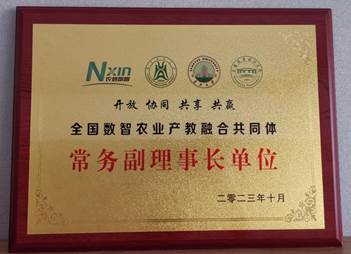 Nxin
农信数智
开放 协同 共享 共赢
全国数智农业产教融合共同体
常务副理事长单位
二〇二三年十月